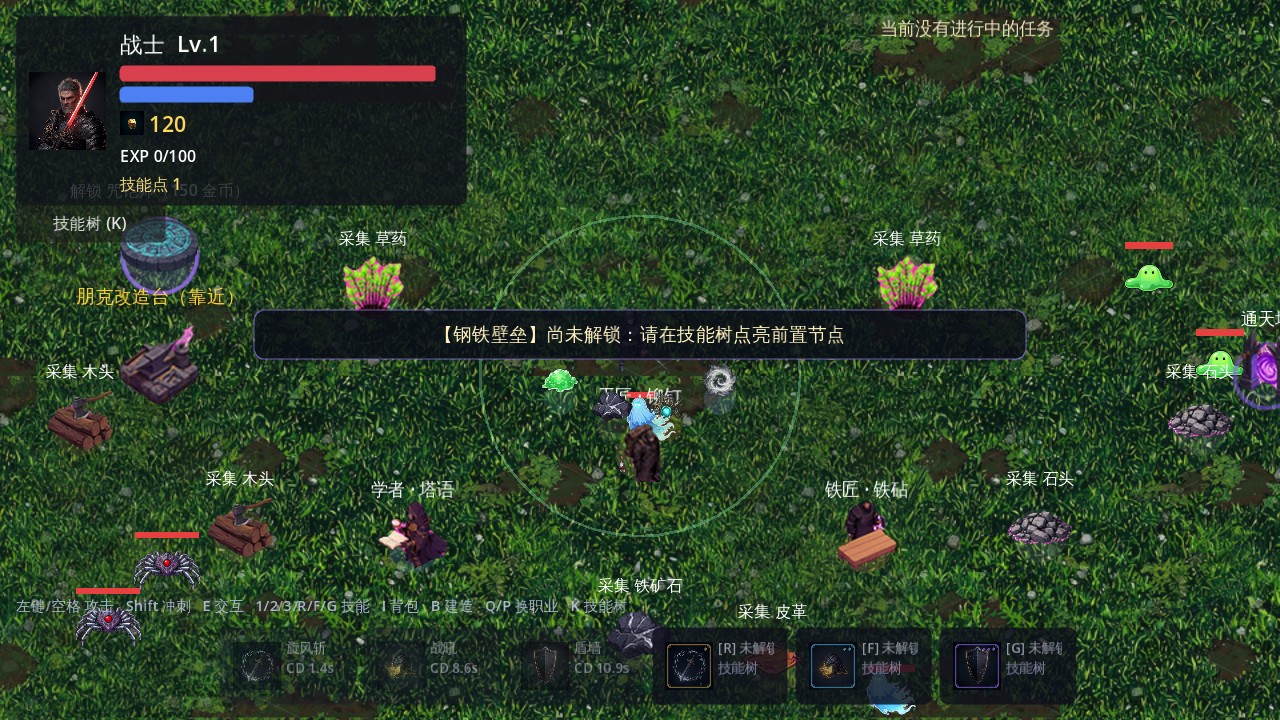 战士 Lv.1
当前没有进行中的任务
120
EXP 0/100
技能点 1
150 金币）
技能树 (K)
采集 草药
采集 草药
朋克改造台（靠近）
通天
【钢铁壁垒】尚未解锁：请在技能树点亮前置节点
采集 木头
采集 石头
铆钉
采集 木头
采集 石头
学者 · 塔语
铁匠 · 铁砧
采集 铁矿石
左键/空格 攻击 · Shift 冲刺 E 交互 1/2/3/R/F/G 技能 I 背包 · B 建造 Q/P 换职业 K 技能树
采集 皮革
旋风斩
CD 1.4s
战吼
CD 8.6s
盾墙
CD 10.9s
[R] 未解锁
技能树
[F] 未解锁
技能树
[G] 未解锁
技能树